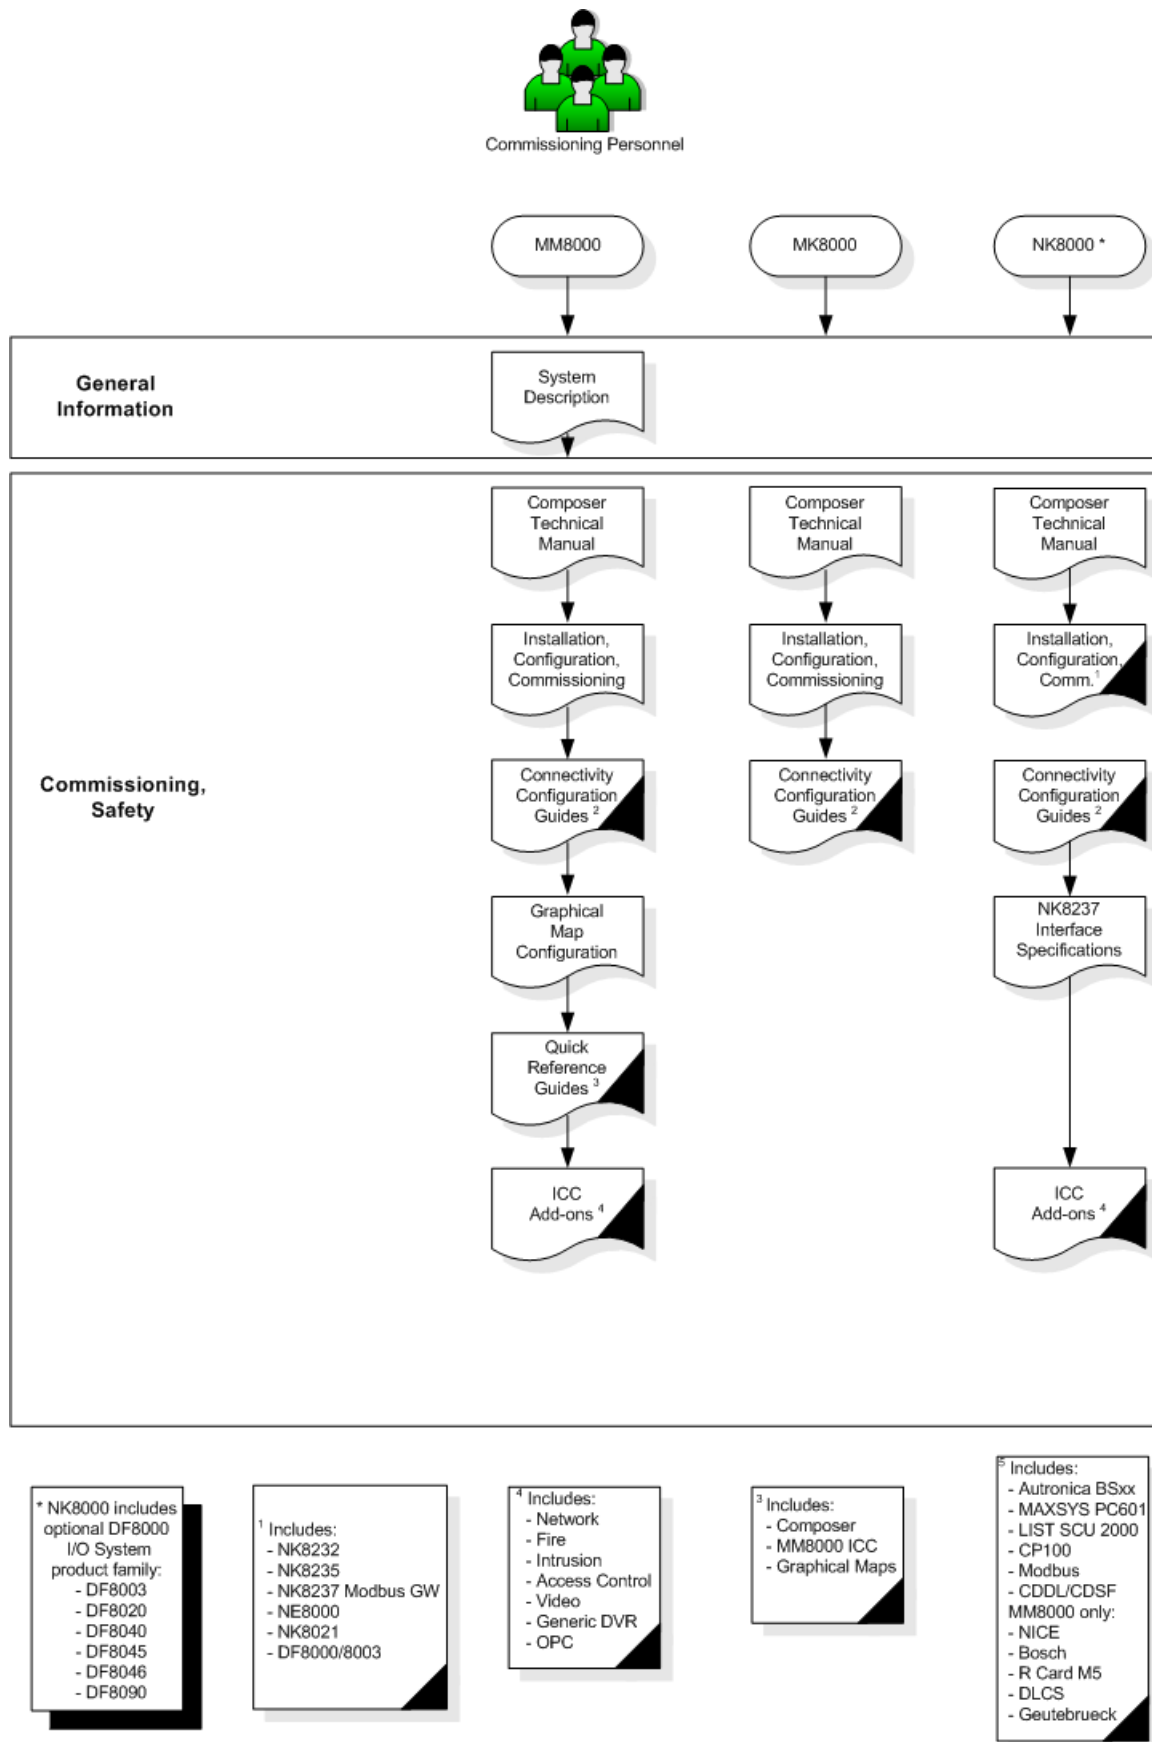 Commissioning Personnel
MM8000
MK8000
NK8000 *
General
Information
System
Description
Commissioning,
Safety
Composer
Technical
Manual
Composer
Technical
Manual
Composer
Technical
Manual
Installation,
Configuration,
Commissioning
Installation,
Configuration,
Commissioning
Installation,
Configuration,
Comm.1
Connectivity
Configuration
Guides 2
Connectivity
Configuration
Guides 2
Connectivity
Configuration
Guides 2
Graphical
Map
Configuration
NK8237
Interface
Specifications
Quick
Reference
Guides 3
ICC
Add-ons 4
ICC
Add-ons 4
* NK8000 includes
optional DF8000
I/O System
product family:
- DF8003
- DF8020
- DF8040
- DF8045
- DF8046
- DF8090
1 Includes:
- NK8232
- NK8235
- NK8237 Modbus GW
- NE8000
- NK8021
- DF8000/8003
4 Includes:
- Network
- Fire
- Intrusion
- Access Control
- Video
- Generic DVR
- OPC
3 Includes:
- Composer
- MM8000 ICC
- Graphical Maps
5 Includes:
- Autronica BSxx
- MAXSYS PC601
- LIST SCU 2000
- CP100
- Modbus
- CDDL/CDSF
MM8000 only:
- NICE
- Bosch
- R Card M5
- DLCS
- Geutebrueck